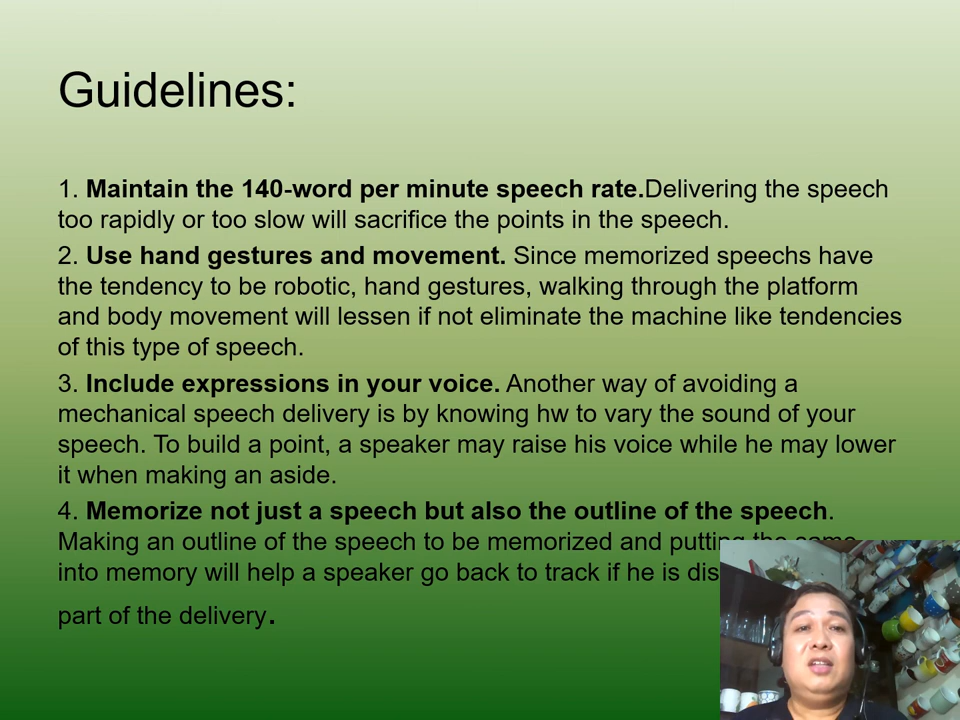 Guidelines:
1. Maintain the 140-word per minute speech rate.Delivering the speech
too rapidly or too slow will sacrifice the points in the speech.
2. Use hand gestures and movement. Since memorized speechs have
the tendency to be robotic, hand gestures, walking through the platform
and body movement will lessen if not eliminate the machine like tendencies
of this type of speech.
3. Include expressions in your voice. Another way of avoiding a
mechanical speech delivery is by knowing hw to vary the sound of your
speech. To build a point, a speaker may raise his voice while he may lower
it when making an aside.
4. Memorize not just a speech but also the outline of the speech.
Making an outline of the speech to be memorized and putting the same
into memory will help a speaker go back to track if he is
part of the delivery.